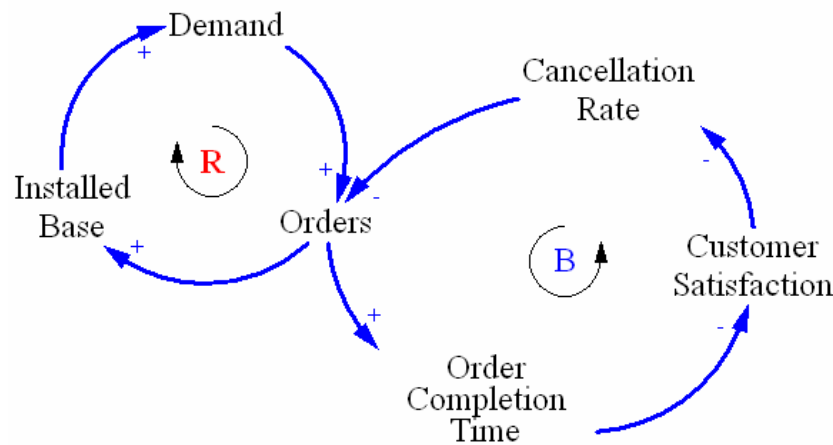 Demand
+
Cancellation
Rate
R
+
-
-
Installed
Base
Orders
+
B
Customer
Satisfaction
+
-
Order
Completion
Time